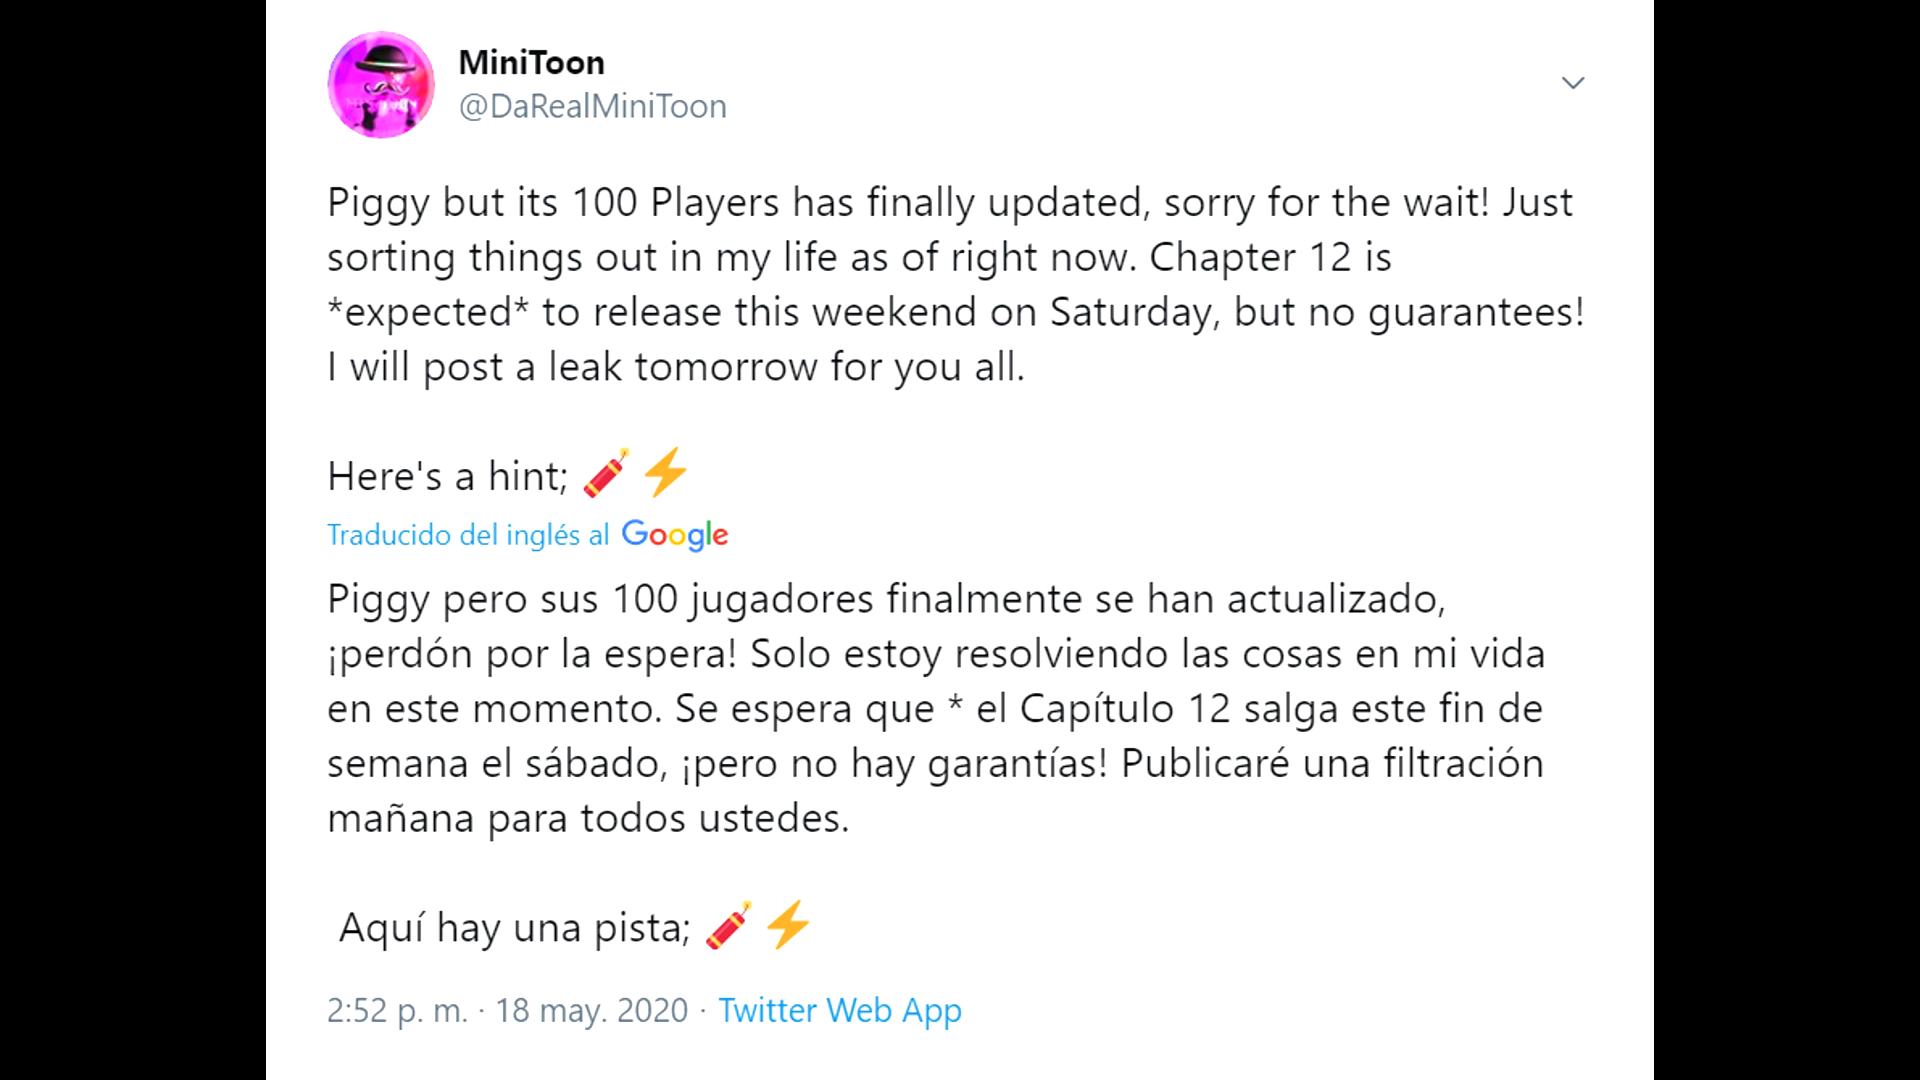 MiniToon
@DaRealMiniToon
Piggy but its 100 Players has finally updated, sorry for the wait! Just
sorting things out in my life as of right now. Chapter 12 is
*expected* to release this weekend on Saturday, but no guarantees!
I will post a leak tomorrow for you all.
Here's a hint; 🧨⚡
Traducido del inglés al Google
Piggy pero sus 100 jugadores finalmente se han actualizado,
¡perdón por la espera! Solo estoy resolviendo las cosas en mi vida
en este momento. Se espera que * el Capítulo 12 salga este fin de
semana el sábado, ¡pero no hay garantías! Publicaré una filtración
mañana para todos ustedes.
Aquí hay una pista; 🧨⚡
2:52 p. m. · 18 may. 2020 · Twitter Web App